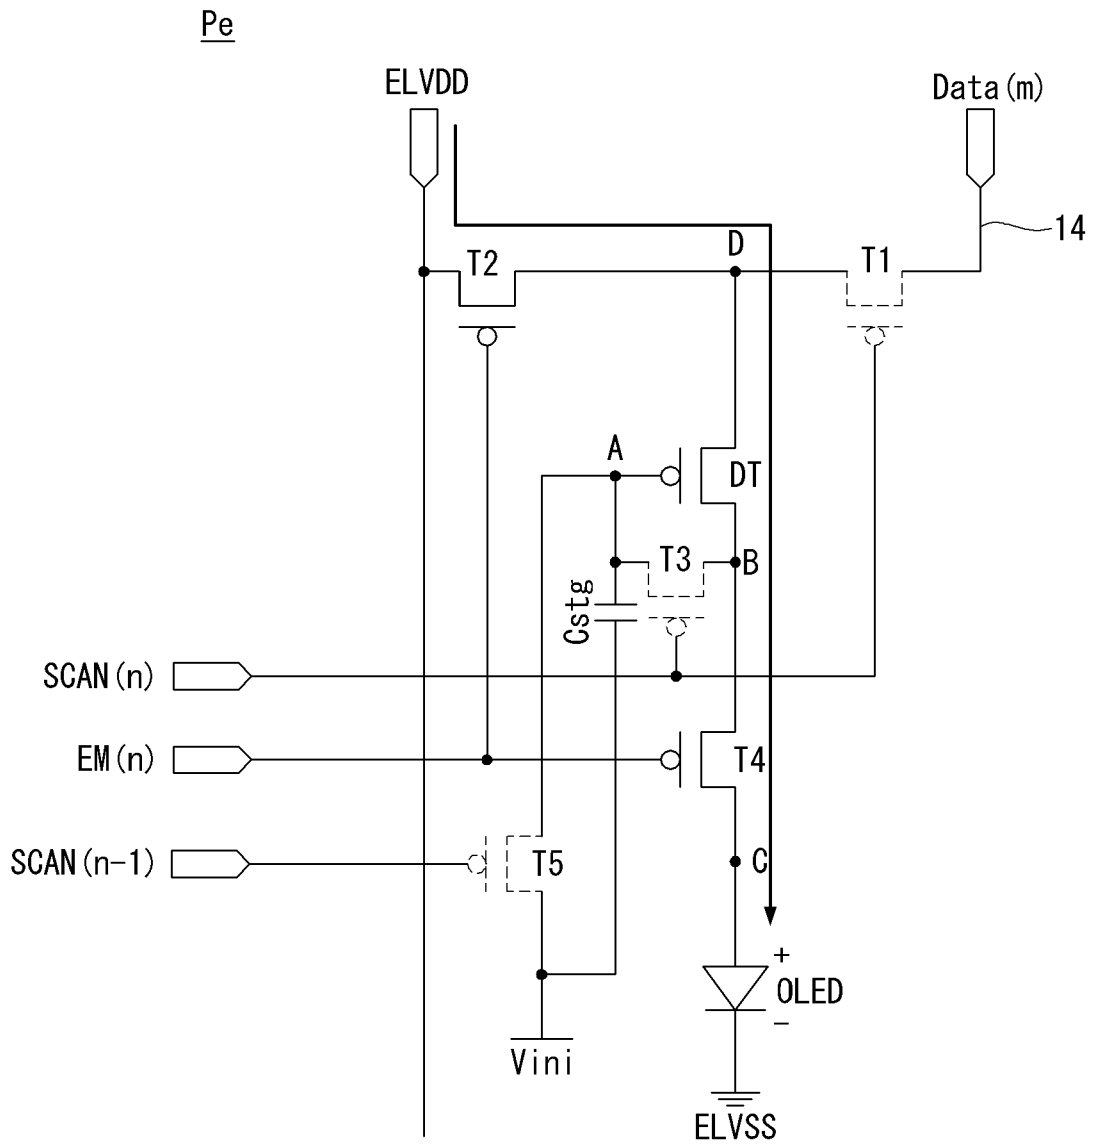 Pe
ELVDD
Data(m)
14
D
T2
T1
A
DT
T3
B
Cstg
SCAN(n)
EM(n)
T4
SCAN(n-1)
T5
C
+
OLED
-
Vini
ELVSS